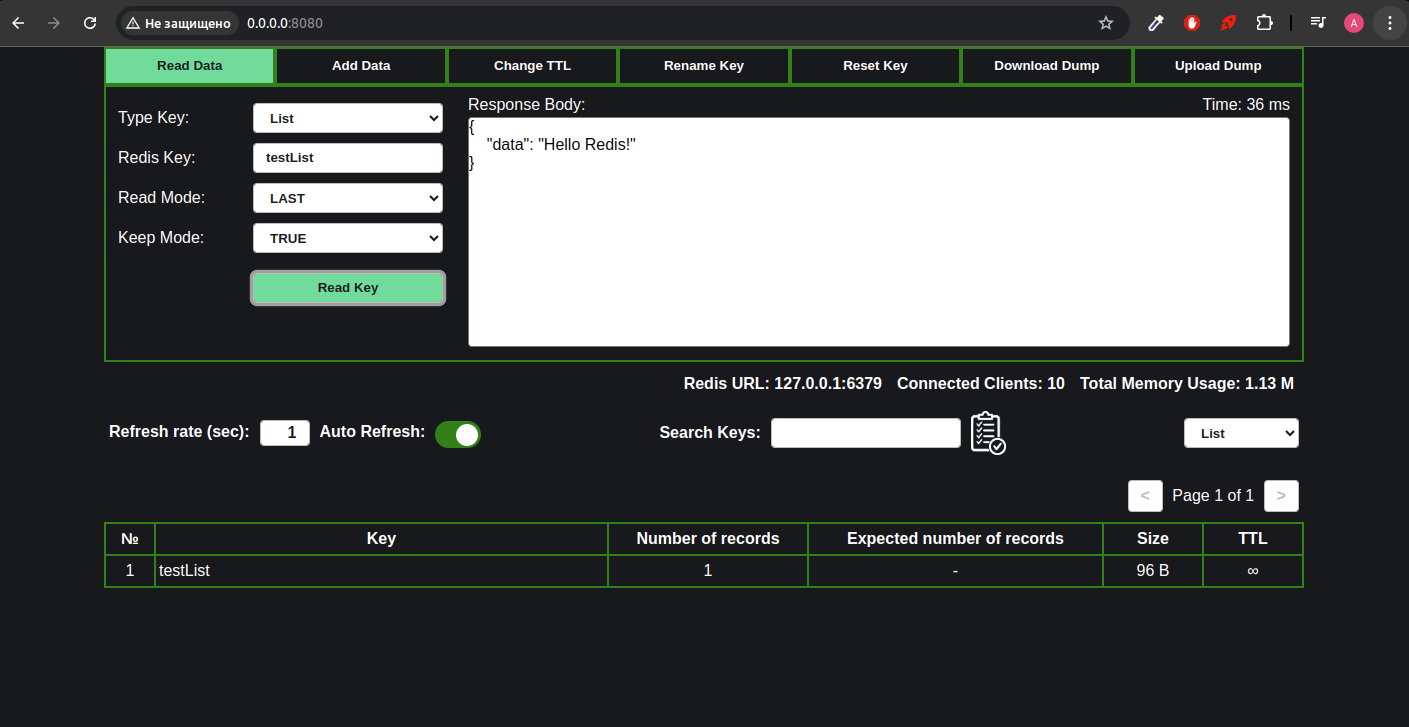 Не защищено 0.0.0.0:8080 A
Read Data Add Data Change TTL Rename Key Reset Key Download Dump Upload Dump
Type Key: List
Redis Key: testList
Read Mode: LAST
Keep Mode: TRUE
Read Key
Response Body: Time: 36 ms
{
"data": "Hello Redis!"
}
Redis URL: 127.0.0.1:6379 Connected Clients: 10 Total Memory Usage: 1.13 M
Refresh rate (sec): 1 Auto Refresh: Search Keys: List
< Page 1 of 1 >
№ Key Number of records Expected number of records Size TTL
1 testList 1 - 96 B ∞